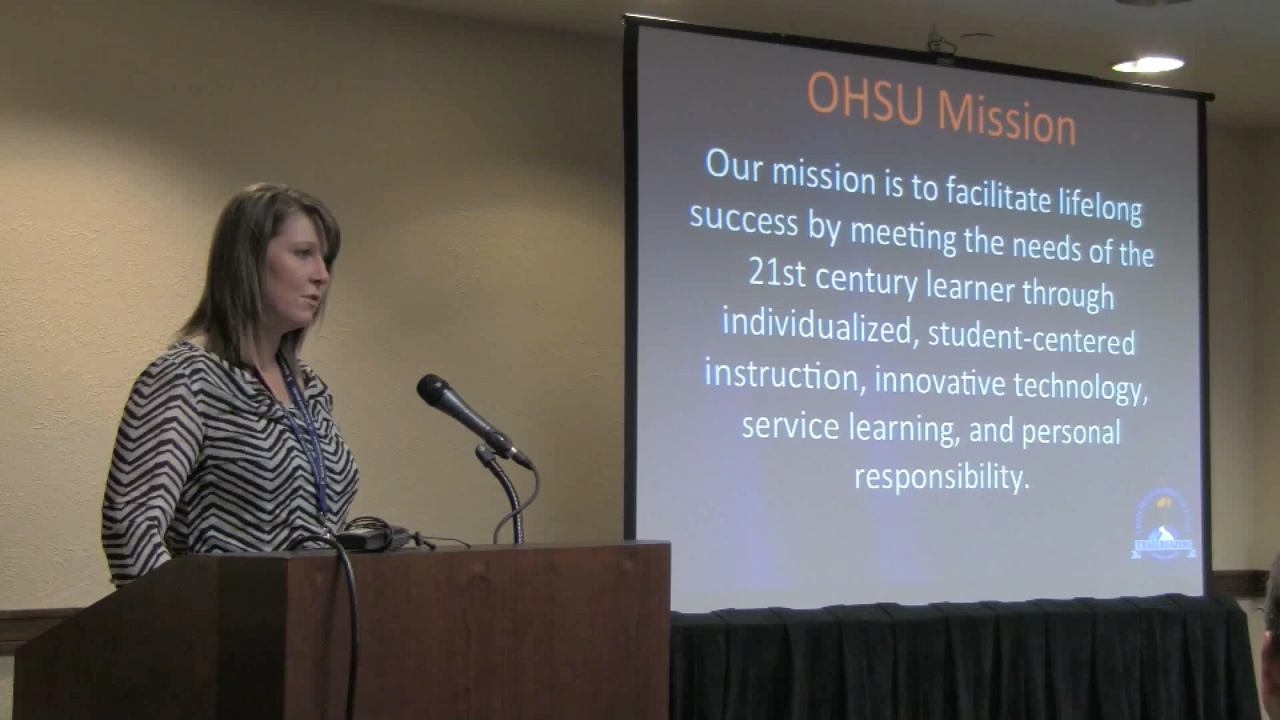 OHSU Mission
Our mission is to facilitate lifelong
success by meeting the needs of the
21st century learner through
individualized, student-centered
instruction, innovative technology,
service learning, and personal
responsibility.